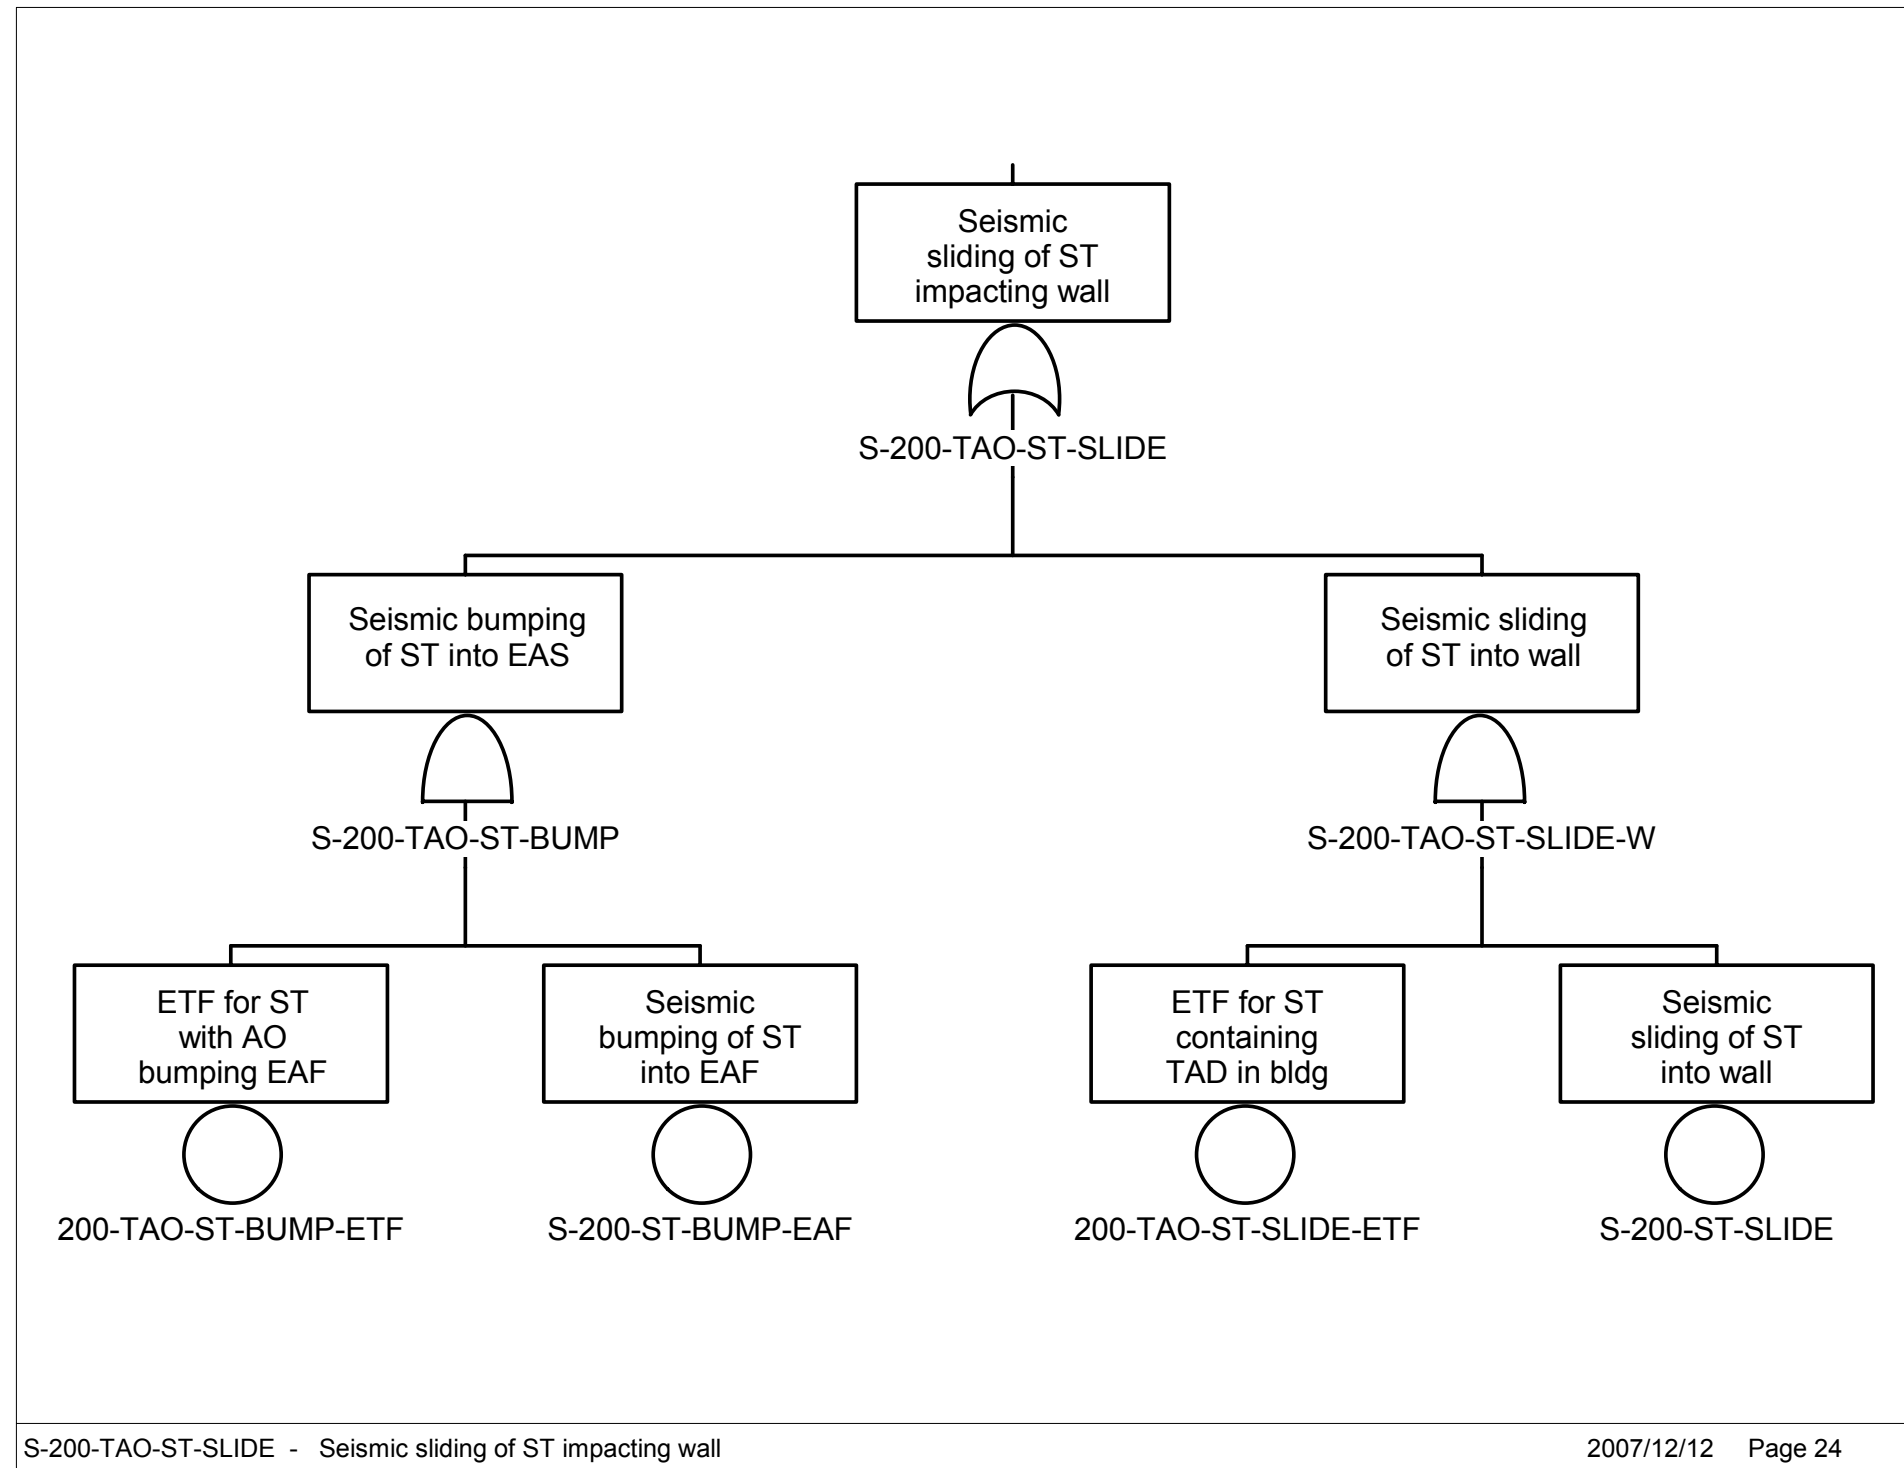 Seismic
sliding of ST
impacting wall
S-200-TAO-ST-SLIDE
Seismic bumping
of ST into EAS
S-200-TAO-ST-BUMP
Seismic sliding
of ST into wall
S-200-TAO-ST-SLIDE-W
ETF for ST
with AO
bumping EAF
200-TAO-ST-BUMP-ETF
Seismic
bumping of ST
into EAF
S-200-ST-BUMP-EAF
ETF for ST
containing
TAD in bldg
200-TAO-ST-SLIDE-ETF
Seismic
sliding of ST
into wall
S-200-ST-SLIDE
S-200-TAO-ST-SLIDE - Seismic sliding of ST impacting wall 2007/12/12 Page 24